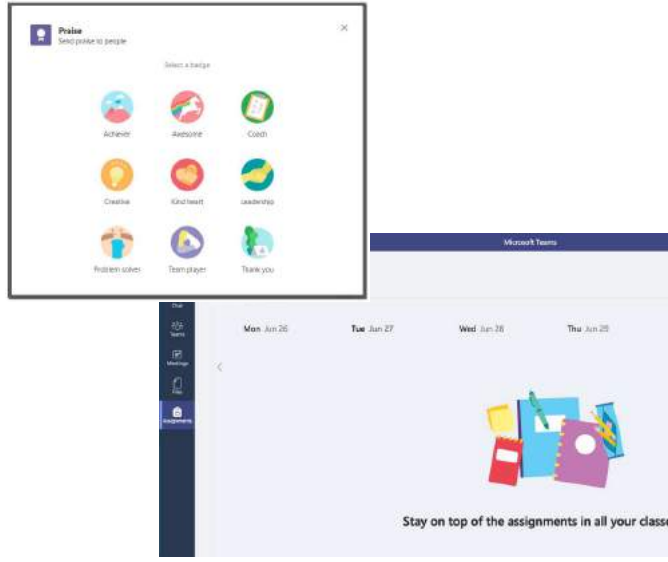 Praise
Send praise to people
Select a badge
Achiever Awesome Coach
Creative Kind heart Leadership
Problem solver Team player Thank you
Microsoft Teams
Chat
Teams
Meetings
Files
Assignments
Mon Jun 26 Tue Jun 27 Wed Jun 28 Thu Jun 29
Stay on top of the assignments in all your classe